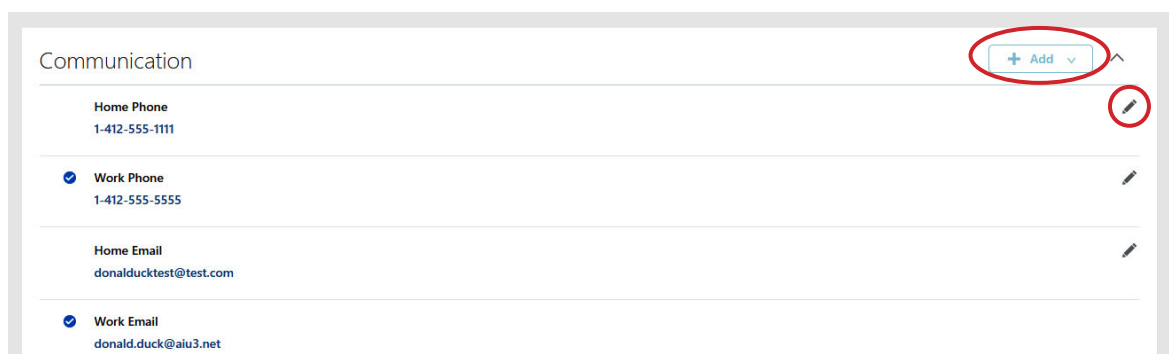 Communication
+ Add
Home Phone
1-412-555-1111
Work Phone
1-412-555-5555
Home Email
donalducktest@test.com
Work Email
donald.duck@aiu3.net